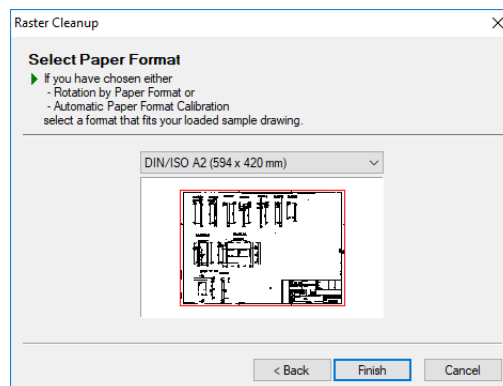 Raster Cleanup
Select Paper Format
If you have chosen either
- Rotation by Paper Format or
- Automatic Paper Format Calibration
select a format that fits your loaded sample drawing.
DIN/ISO A2 (594 x 420 mm)
< Back Finish Cancel